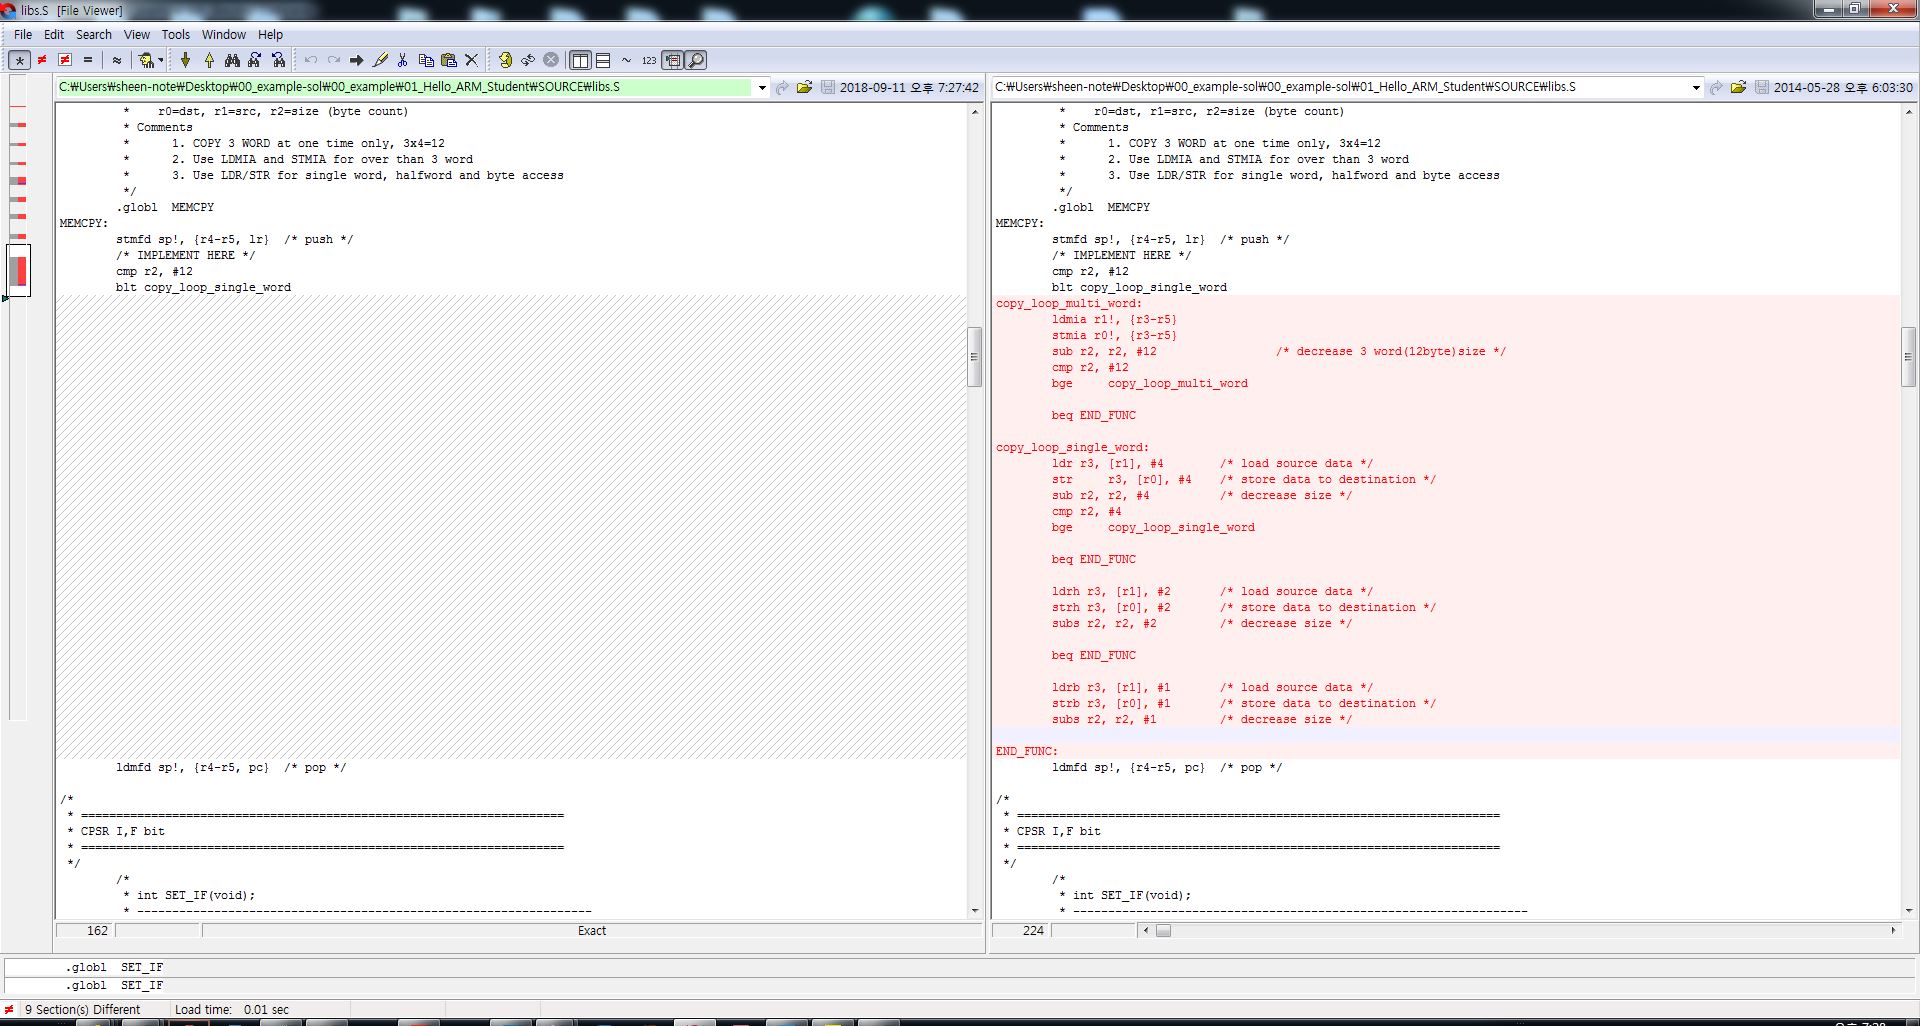 libs.S [File Viewer]
File Edit Search View Tools Window Help
123
C:₩Users₩sheen-note₩Desktop₩00_example-sol₩00_example₩01_Hello_ARM_Student₩SOURCE₩libs.S
2018-09-11 오후 7:27:42
* r0=dst, r1=src, r2=size (byte count)
* Comments
* 1. COPY 3 WORD at one time only, 3x4=12
* 2. Use LDMIA and STMIA for over than 3 word
* 3. Use LDR/STR for single word, halfword and byte access
*/
.globl MEMCPY
MEMCPY:
stmfd sp!, {r4-r5, lr} /* push */
/* IMPLEMENT HERE */
cmp r2, #12
blt copy_loop_single_word
ldmfd sp!, {r4-r5, pc} /* pop */
/*
* =====================================================================
* CPSR I,F bit
* =====================================================================
*/
/*
* int SET_IF(void);
* -----------------------------------------------------------------
162
Exact
C:₩Users₩sheen-note₩Desktop₩00_example-sol₩00_example-sol₩01_Hello_ARM_Student₩SOURCE₩libs.S
2014-05-28 오후 6:03:30
* r0=dst, r1=src, r2=size (byte count)
* Comments
* 1. COPY 3 WORD at one time only, 3x4=12
* 2. Use LDMIA and STMIA for over than 3 word
* 3. Use LDR/STR for single word, halfword and byte access
*/
.globl MEMCPY
MEMCPY:
stmfd sp!, {r4-r5, lr} /* push */
/* IMPLEMENT HERE */
cmp r2, #12
blt copy_loop_single_word
copy_loop_multi_word:
ldmia r1!, {r3-r5}
stmia r0!, {r3-r5}
sub r2, r2, #12 /* decrease 3 word(12byte)size */
cmp r2, #12
bge copy_loop_multi_word
beq END_FUNC
copy_loop_single_word:
ldr r3, [r1], #4 /* load source data */
str r3, [r0], #4 /* store data to destination */
sub r2, r2, #4 /* decrease size */
cmp r2, #4
bge copy_loop_single_word
beq END_FUNC
ldrh r3, [r1], #2 /* load source data */
strh r3, [r0], #2 /* store data to destination */
subs r2, r2, #2 /* decrease size */
beq END_FUNC
ldrb r3, [r1], #1 /* load source data */
strb r3, [r0], #1 /* store data to destination */
subs r2, r2, #1 /* decrease size */
END_FUNC:
ldmfd sp!, {r4-r5, pc} /* pop */
/*
* =====================================================================
* CPSR I,F bit
* =====================================================================
*/
/*
* int SET_IF(void);
* -----------------------------------------------------------------
224
.globl SET_IF
.globl SET_IF
9 Section(s) Different
Load time: 0.01 sec